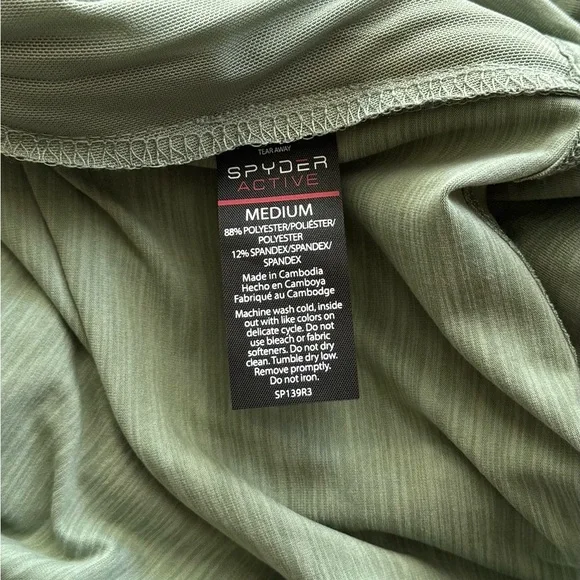 TEAR AWAY
SPYDER
ACTIVE
MEDIUM
88% POLYESTER/POLIÉSTER/
POLYESTER
12% SPANDEX/SPANDEX/
SPANDEX
Made in Cambodia
Hecho en Camboya
Fabriqué au Cambodge
Machine wash cold, inside
out with like colors on
delicate cycle. Do not
use bleach or fabric
softeners. Do not dry
clean. Tumble dry low.
Remove promptly.
Do not iron.
SP139R3